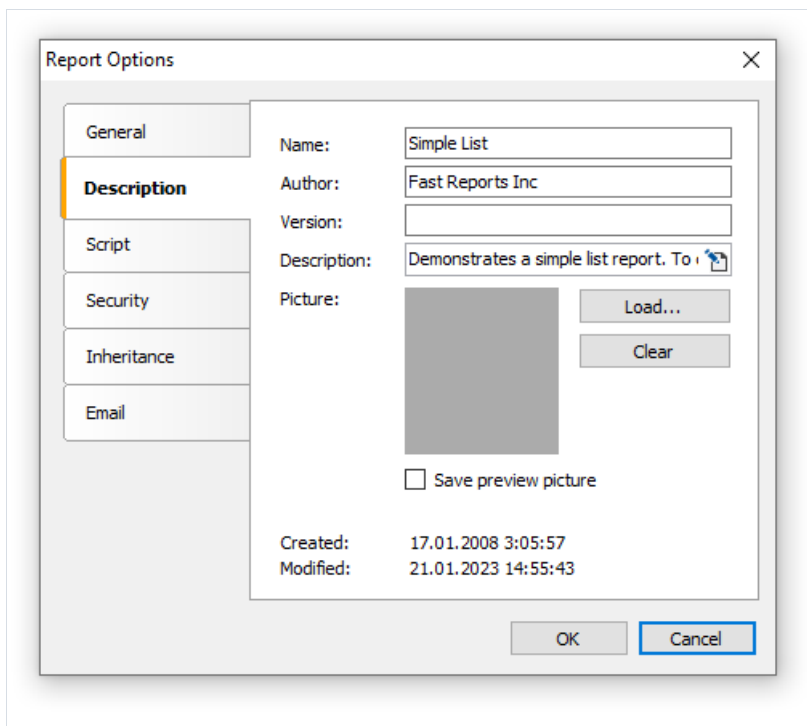 Report Options
General
Description
Script
Security
Inheritance
Email
Name: Simple List
Author: Fast Reports Inc
Version:
Description: Demonstrates a simple list report. To
Picture: Load...
Clear
Save preview picture
Created: 17.01.2008 3:05:57
Modified: 21.01.2023 14:55:43
OK Cancel